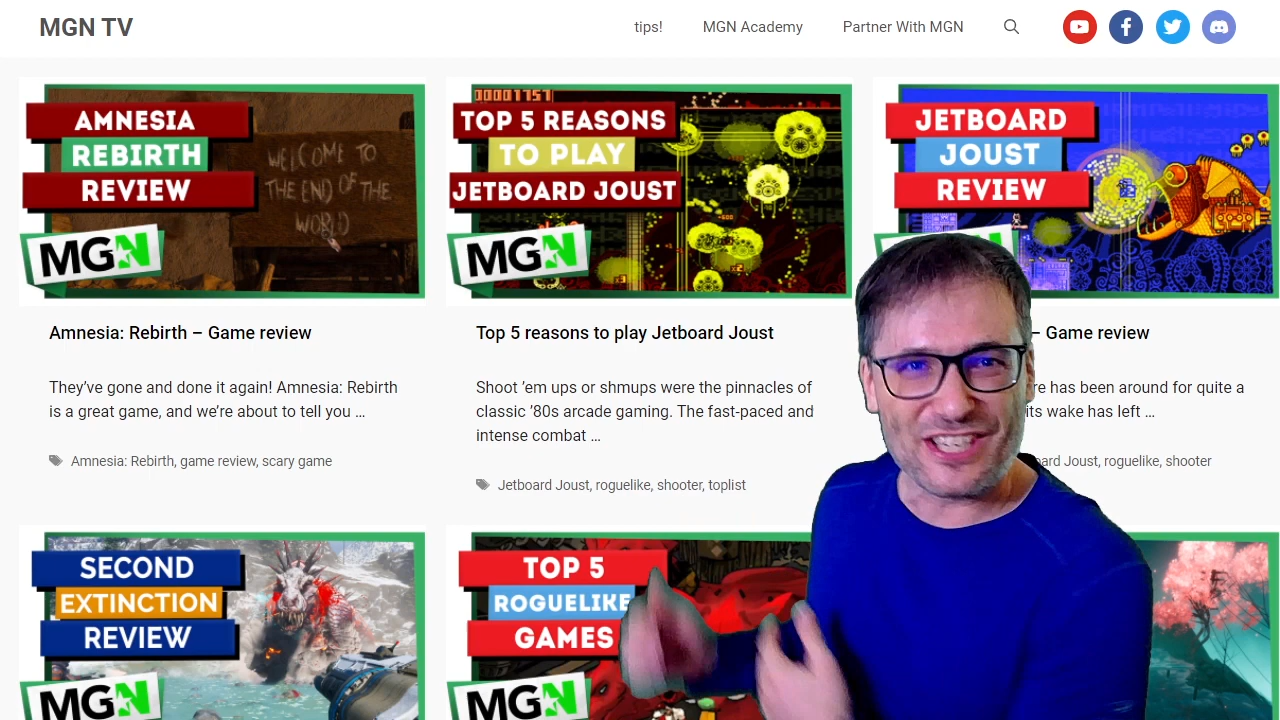 MGN TV
tips!
MGN Academy
Partner With MGN
AMNESIA
REBIRTH
REVIEW
WELCOME TO
THE END OF THE
WORLD
MGN
00001751
TOP 5 REASONS
TO PLAY
JETBOARD JOUST
MGN
JETBOARD
JOUST
REVIEW
Amnesia: Rebirth – Game review
Top 5 reasons to play Jetboard Joust
– Game review
They’ve gone and done it again! Amnesia: Rebirth
is a great game, and we’re about to tell you ...
Shoot ’em ups or shmups were the pinnacles of
classic ’80s arcade gaming. The fast-paced and
intense combat ...
has been around for quite a
its wake has left ...
Amnesia: Rebirth, game review, scary game
Jetboard Joust, roguelike, shooter, toplist
Joust, roguelike, shooter
SECOND
EXTINCTION
REVIEW
MGN
TOP 5
ROGUELIKE
GAMES
MGN